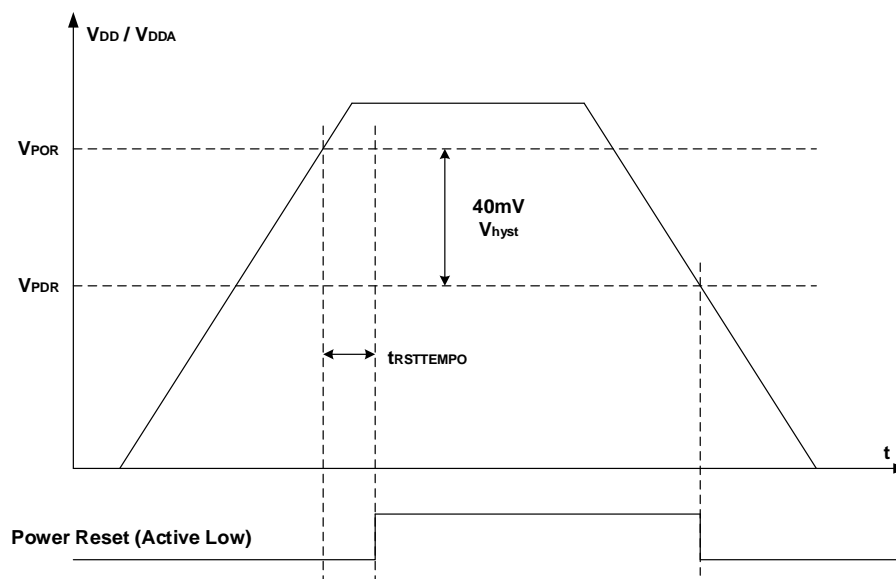 VDD / VDDA
VPOR
40mV
Vhyst
VPDR
tRSTTEMPO
t
Power Reset (Active Low)